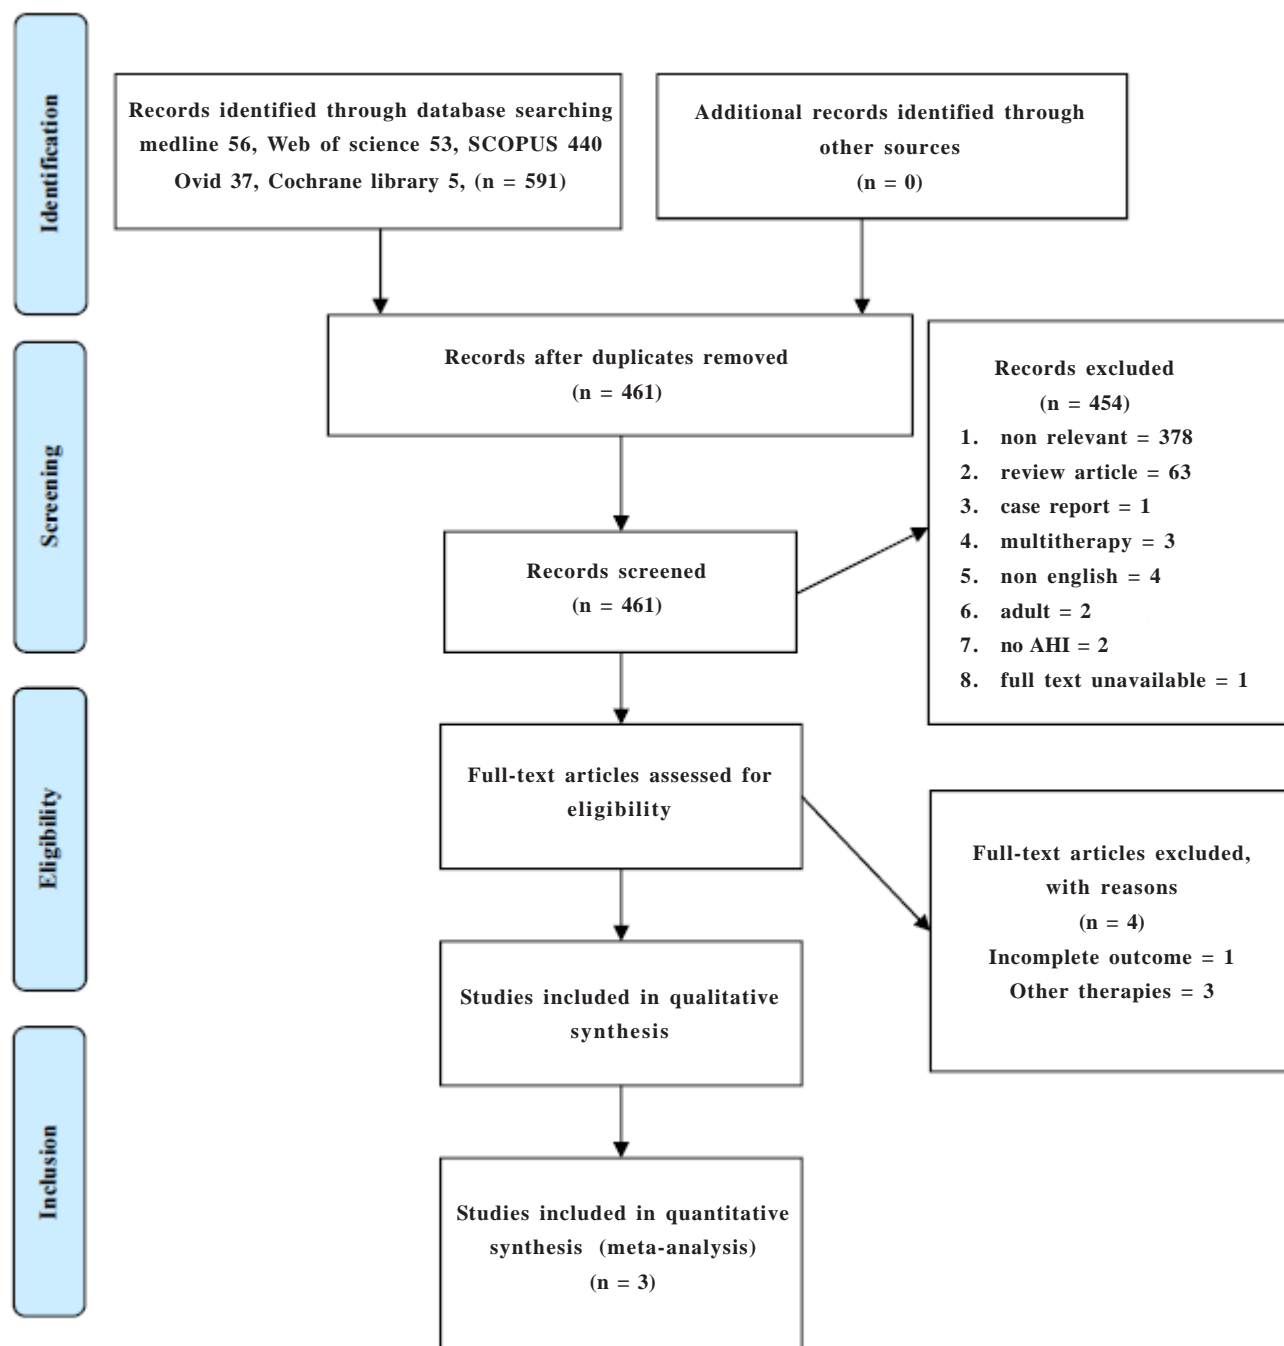 Identification
Records identified through database searching
medline 56, Web of science 53, SCOPUS 440
Ovid 37, Cochrane library 5, (n = 591)
Additional records identified through
other sources
(n = 0)
Records after duplicates removed
(n = 461)
Screening
Records screened
(n = 461)
Records excluded
(n = 454)
1. non relevant = 378
2. review article = 63
3. case report = 1
4. multitherapy = 3
5. non english = 4
6. adult = 2
7. no AHI = 2
8. full text unavailable = 1
Eligibility
Full-text articles assessed for
eligibility
Full-text articles excluded,
with reasons
(n = 4)
Incomplete outcome = 1
Other therapies = 3
Studies included in qualitative
synthesis
Inclusion
Studies included in quantitative
synthesis (meta-analysis)
(n = 3)